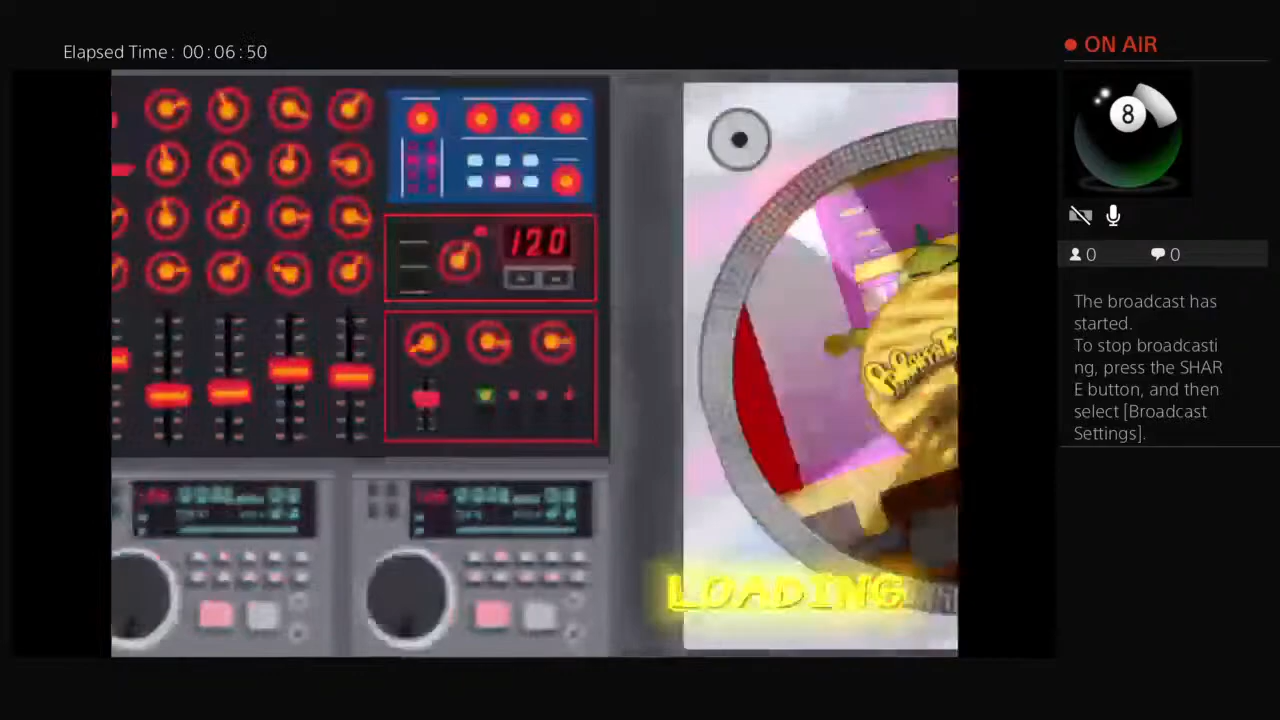 Elapsed Time: 00:06:50
ON AIR
8
120
0
0
The broadcast has
started.
To stop broadcasti
ng, press the SHAR
E button, and then
select [Broadcast
Settings].
LOADING